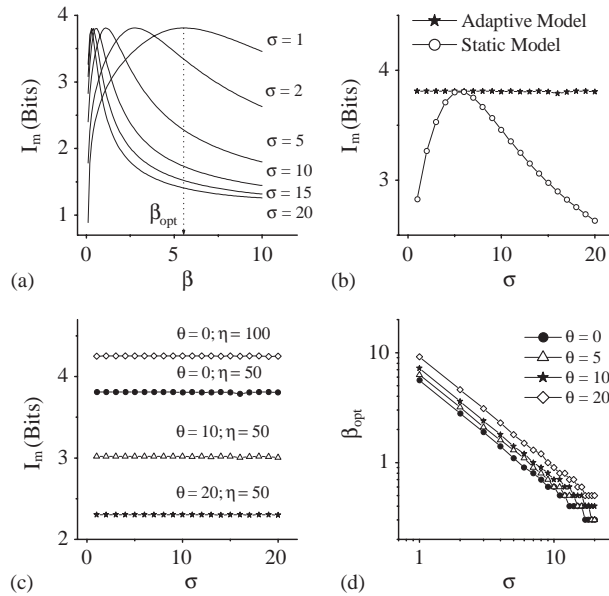 4
3
2
1
I_m (Bits)
σ = 1
σ = 2
σ = 5
σ = 10
σ = 15
σ = 20
β_opt
0 5 10
(a) β
Adaptive Model
Static Model
4
3
I_m (Bits)
0 10 20
(b) σ
θ = 0; η = 100
θ = 0; η = 50
θ = 10; η = 50
θ = 20; η = 50
4
3
2
I_m (Bits)
0 10 20
(c) σ
θ = 0
θ = 5
θ = 10
θ = 20
10
1
β_opt
1 10
(d) σ